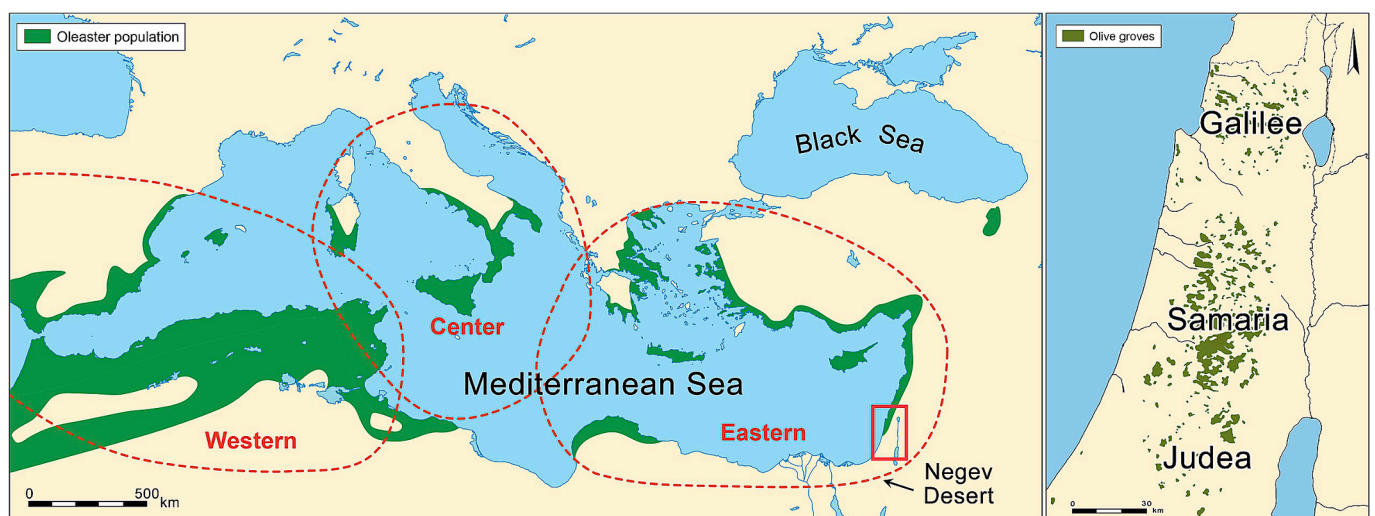 Oleaster population
Black Sea
Center
Mediterranean Sea
Western
Eastern
Negev
Desert
0 500
km
Olive groves
Galilee
Samaria
Judea
0 30
km